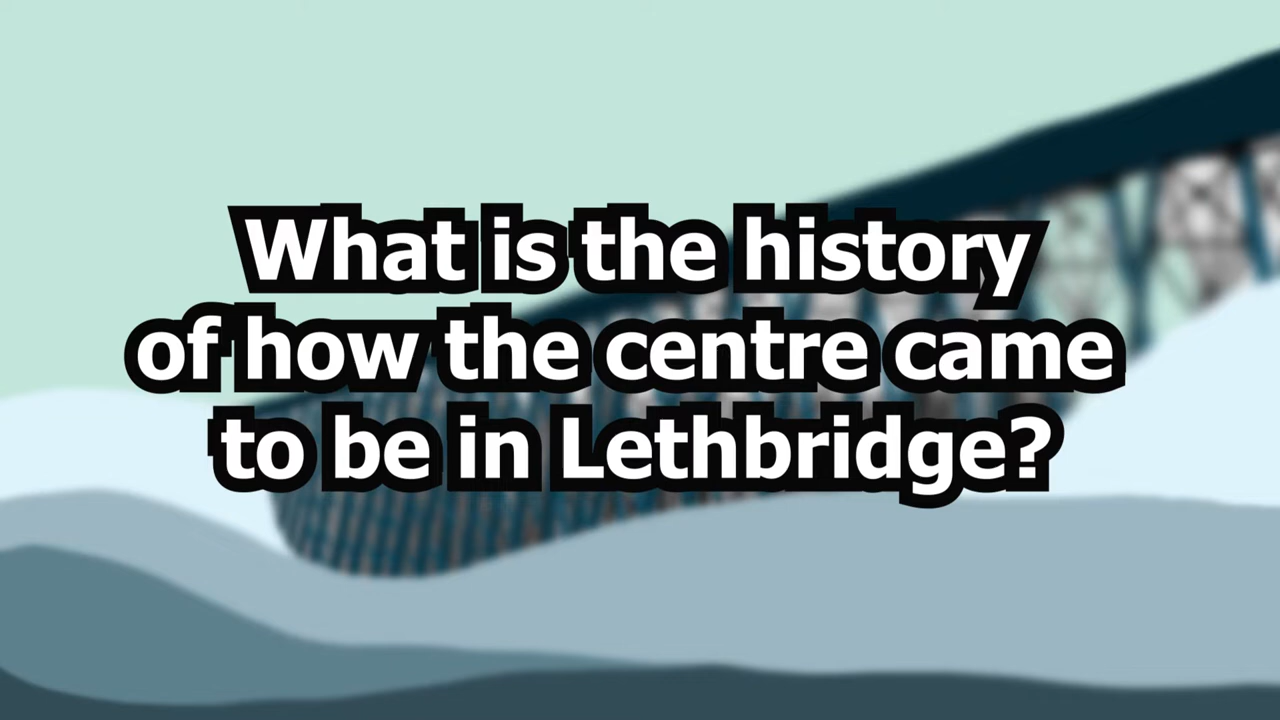 What is the history
of how the centre came
to be in Lethbridge?